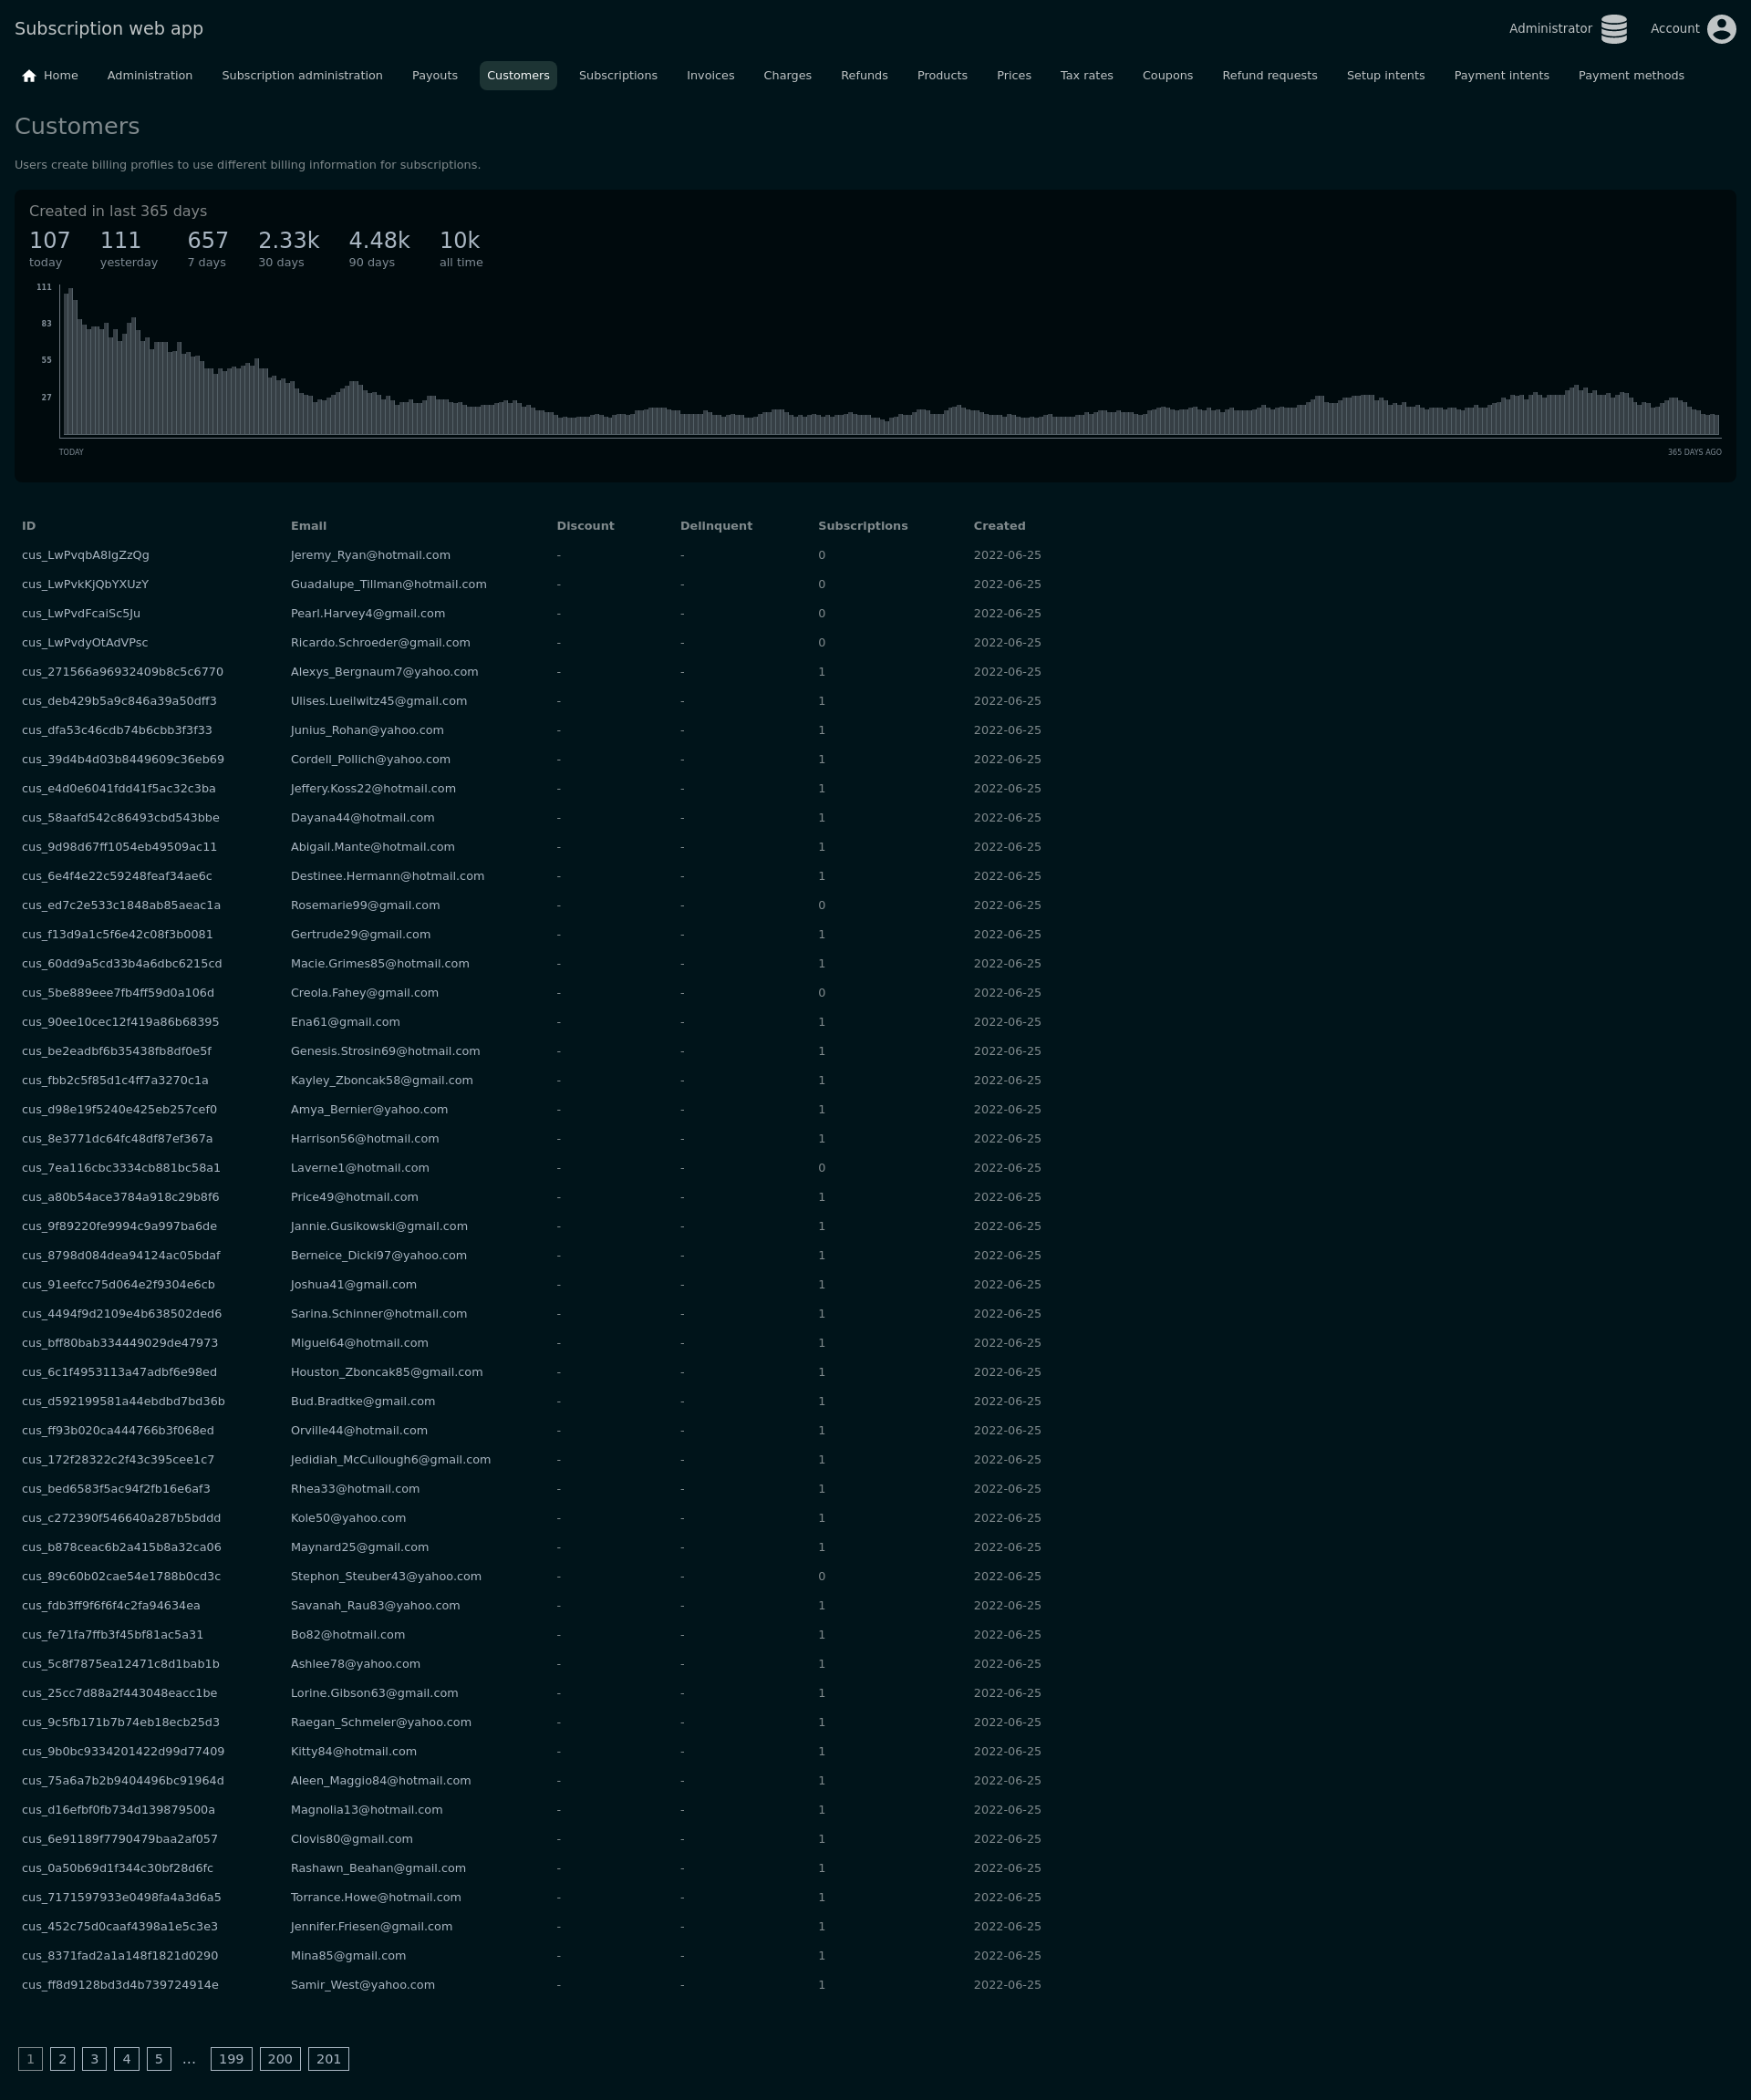 Subscription web app
Administrator Account
Home Administration Subscription administration Payouts Customers Subscriptions Invoices Charges Refunds Products Prices Tax rates Coupons Refund requests Setup intents Payment intents Payment methods
Customers
Users create billing profiles to use different billing information for subscriptions.
Created in last 365 days
107 111 657 2.33k 4.48k 10k
today yesterday 7 days 30 days 90 days all time
111
83
55
27
TODAY 365 DAYS AGO
ID Email Discount Delinquent Subscriptions Created
cus_LwPvqbA8IgZzQg Jeremy_Ryan@hotmail.com - - 0 2022-06-25
cus_LwPvkKjQbYXUzY Guadalupe_Tillman@hotmail.com - - 0 2022-06-25
cus_LwPvdFcaiSc5Ju Pearl.Harvey4@gmail.com - - 0 2022-06-25
cus_LwPvdyOtAdVPsc Ricardo.Schroeder@gmail.com - - 0 2022-06-25
cus_271566a96932409b8c5c6770 Alexys_Bergnaum7@yahoo.com - - 1 2022-06-25
cus_deb429b5a9c846a39a50dff3 Ulises.Lueilwitz45@gmail.com - - 1 2022-06-25
cus_dfa53c46cdb74b6cbb3f3f33 Junius_Rohan@yahoo.com - - 1 2022-06-25
cus_39d4b4d03b8449609c36eb69 Cordell_Pollich@yahoo.com - - 1 2022-06-25
cus_e4d0e6041fdd41f5ac32c3ba Jeffery.Koss22@hotmail.com - - 1 2022-06-25
cus_58aafd542c86493cbd543bbe Dayana44@hotmail.com - - 1 2022-06-25
cus_9d98d67ff1054eb49509ac11 Abigail.Mante@hotmail.com - - 1 2022-06-25
cus_6e4f4e22c59248feaf34ae6c Destinee.Hermann@hotmail.com - - 1 2022-06-25
cus_ed7c2e533c1848ab85aeac1a Rosemarie99@gmail.com - - 0 2022-06-25
cus_f13d9a1c5f6e42c08f3b0081 Gertrude29@gmail.com - - 1 2022-06-25
cus_60dd9a5cd33b4a6dbc6215cd Macie.Grimes85@hotmail.com - - 1 2022-06-25
cus_5be889eee7fb4ff59d0a106d Creola.Fahey@gmail.com - - 0 2022-06-25
cus_90ee10cec12f419a86b68395 Ena61@gmail.com - - 1 2022-06-25
cus_be2eadbf6b35438fb8df0e5f Genesis.Strosin69@hotmail.com - - 1 2022-06-25
cus_fbb2c5f85d1c4ff7a3270c1a Kayley_Zboncak58@gmail.com - - 1 2022-06-25
cus_d98e19f5240e425eb257cef0 Amya_Bernier@yahoo.com - - 1 2022-06-25
cus_8e3771dc64fc48df87ef367a Harrison56@hotmail.com - - 1 2022-06-25
cus_7ea116cbc3334cb881bc58a1 Laverne1@hotmail.com - - 0 2022-06-25
cus_a80b54ace3784a918c29b8f6 Price49@hotmail.com - - 1 2022-06-25
cus_9f89220fe9994c9a997ba6de Jannie.Gusikowski@gmail.com - - 1 2022-06-25
cus_8798d084dea94124ac05bdaf Berneice_Dicki97@yahoo.com - - 1 2022-06-25
cus_91eefcc75d064e2f9304e6cb Joshua41@gmail.com - - 1 2022-06-25
cus_4494f9d2109e4b638502ded6 Sarina.Schinner@hotmail.com - - 1 2022-06-25
cus_bff80bab334449029de47973 Miguel64@hotmail.com - - 1 2022-06-25
cus_6c1f4953113a47adbf6e98ed Houston_Zboncak85@gmail.com - - 1 2022-06-25
cus_d592199581a44ebdbd7bd36b Bud.Bradtke@gmail.com - - 1 2022-06-25
cus_ff93b020ca444766b3f068ed Orville44@hotmail.com - - 1 2022-06-25
cus_172f28322c2f43c395cee1c7 Jedidiah_McCullough6@gmail.com - - 1 2022-06-25
cus_bed6583f5ac94f2fb16e6af3 Rhea33@hotmail.com - - 1 2022-06-25
cus_c272390f546640a287b5bddd Kole50@yahoo.com - - 1 2022-06-25
cus_b878ceac6b2a415b8a32ca06 Maynard25@gmail.com - - 1 2022-06-25
cus_89c60b02cae54e1788b0cd3c Stephon_Steuber43@yahoo.com - - 0 2022-06-25
cus_fdb3ff9f6f6f4c2fa94634ea Savanah_Rau83@yahoo.com - - 1 2022-06-25
cus_fe71fa7ffb3f45bf81ac5a31 Bo82@hotmail.com - - 1 2022-06-25
cus_5c8f7875ea12471c8d1bab1b Ashlee78@yahoo.com - - 1 2022-06-25
cus_25cc7d88a2f443048eacc1be Lorine.Gibson63@gmail.com - - 1 2022-06-25
cus_9c5fb171b7b74eb18ecb25d3 Raegan_Schmeler@yahoo.com - - 1 2022-06-25
cus_9b0bc9334201422d99d77409 Kitty84@hotmail.com - - 1 2022-06-25
cus_75a6a7b2b9404496bc91964d Aleen_Maggio84@hotmail.com - - 1 2022-06-25
cus_d16efbf0fb734d139879500a Magnolia13@hotmail.com - - 1 2022-06-25
cus_6e91189f7790479baa2af057 Clovis80@gmail.com - - 1 2022-06-25
cus_0a50b69d1f344c30bf28d6fc Rashawn_Beahan@gmail.com - - 1 2022-06-25
cus_7171597933e0498fa4a3d6a5 Torrance.Howe@hotmail.com - - 1 2022-06-25
cus_452c75d0caaf4398a1e5c3e3 Jennifer.Friesen@gmail.com - - 1 2022-06-25
cus_8371fad2a1a148f1821d0290 Mina85@gmail.com - - 1 2022-06-25
cus_ff8d9128bd3d4b739724914e Samir_West@yahoo.com - - 1 2022-06-25
1 2 3 4 5 ... 199 200 201